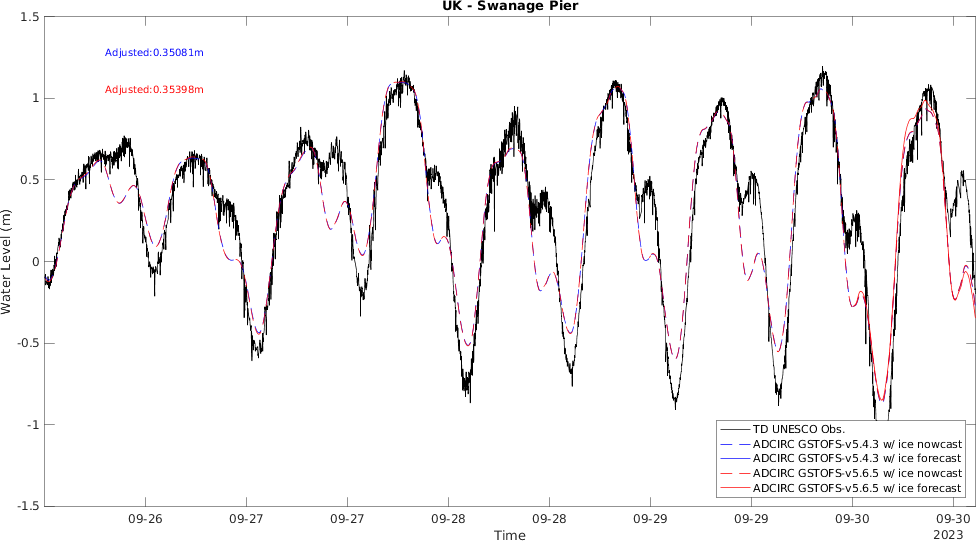 UK - Swanage Pier
Adjusted:0.35081m
Adjusted:0.35398m
1.5
1
0.5
0
-0.5
-1
-1.5
Water Level (m)
TD UNESCO Obs.
ADCIRC GSTOFS-v5.4.3 w/ ice nowcast
ADCIRC GSTOFS-v5.4.3 w/ ice forecast
ADCIRC GSTOFS-v5.6.5 w/ ice nowcast
ADCIRC GSTOFS-v5.6.5 w/ ice forecast
09-26 09-27 09-27 09-28 09-28 09-29 09-29 09-30 09-30
2023
Time